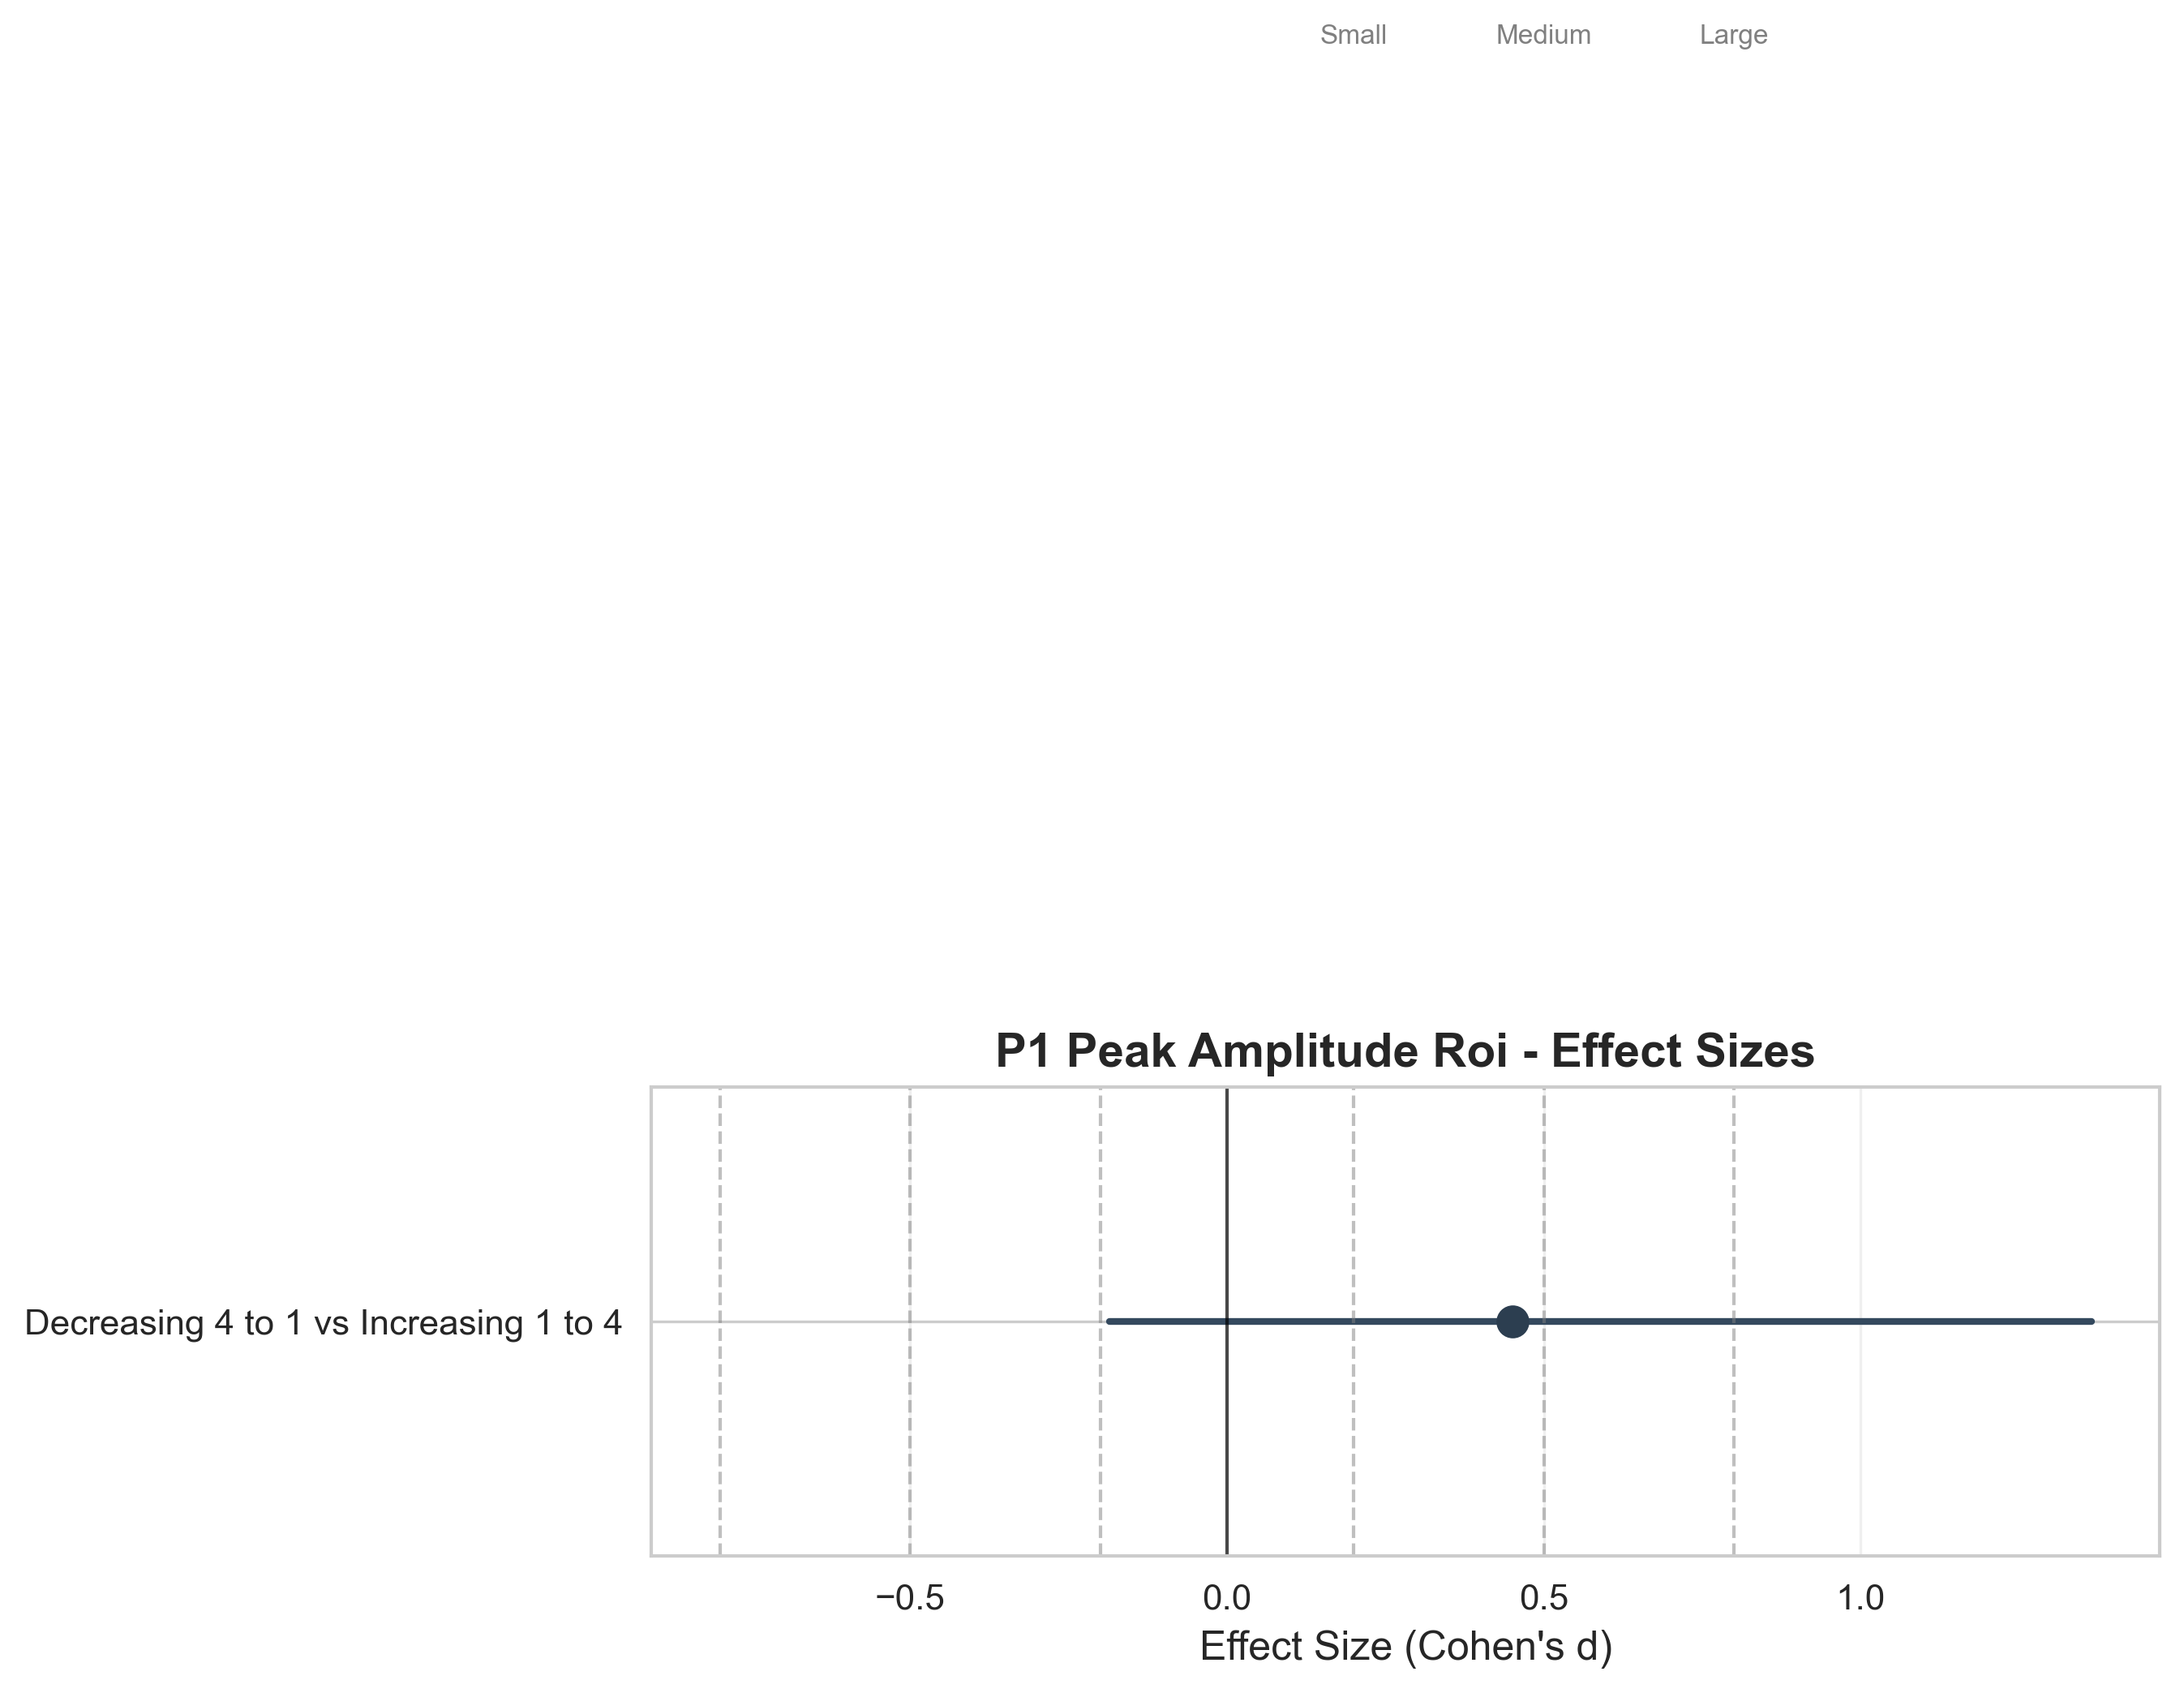 Small Medium Large
P1 Peak Amplitude Roi - Effect Sizes
Decreasing 4 to 1 vs Increasing 1 to 4
−0.5 0.0 0.5 1.0
Effect Size (Cohen's d)